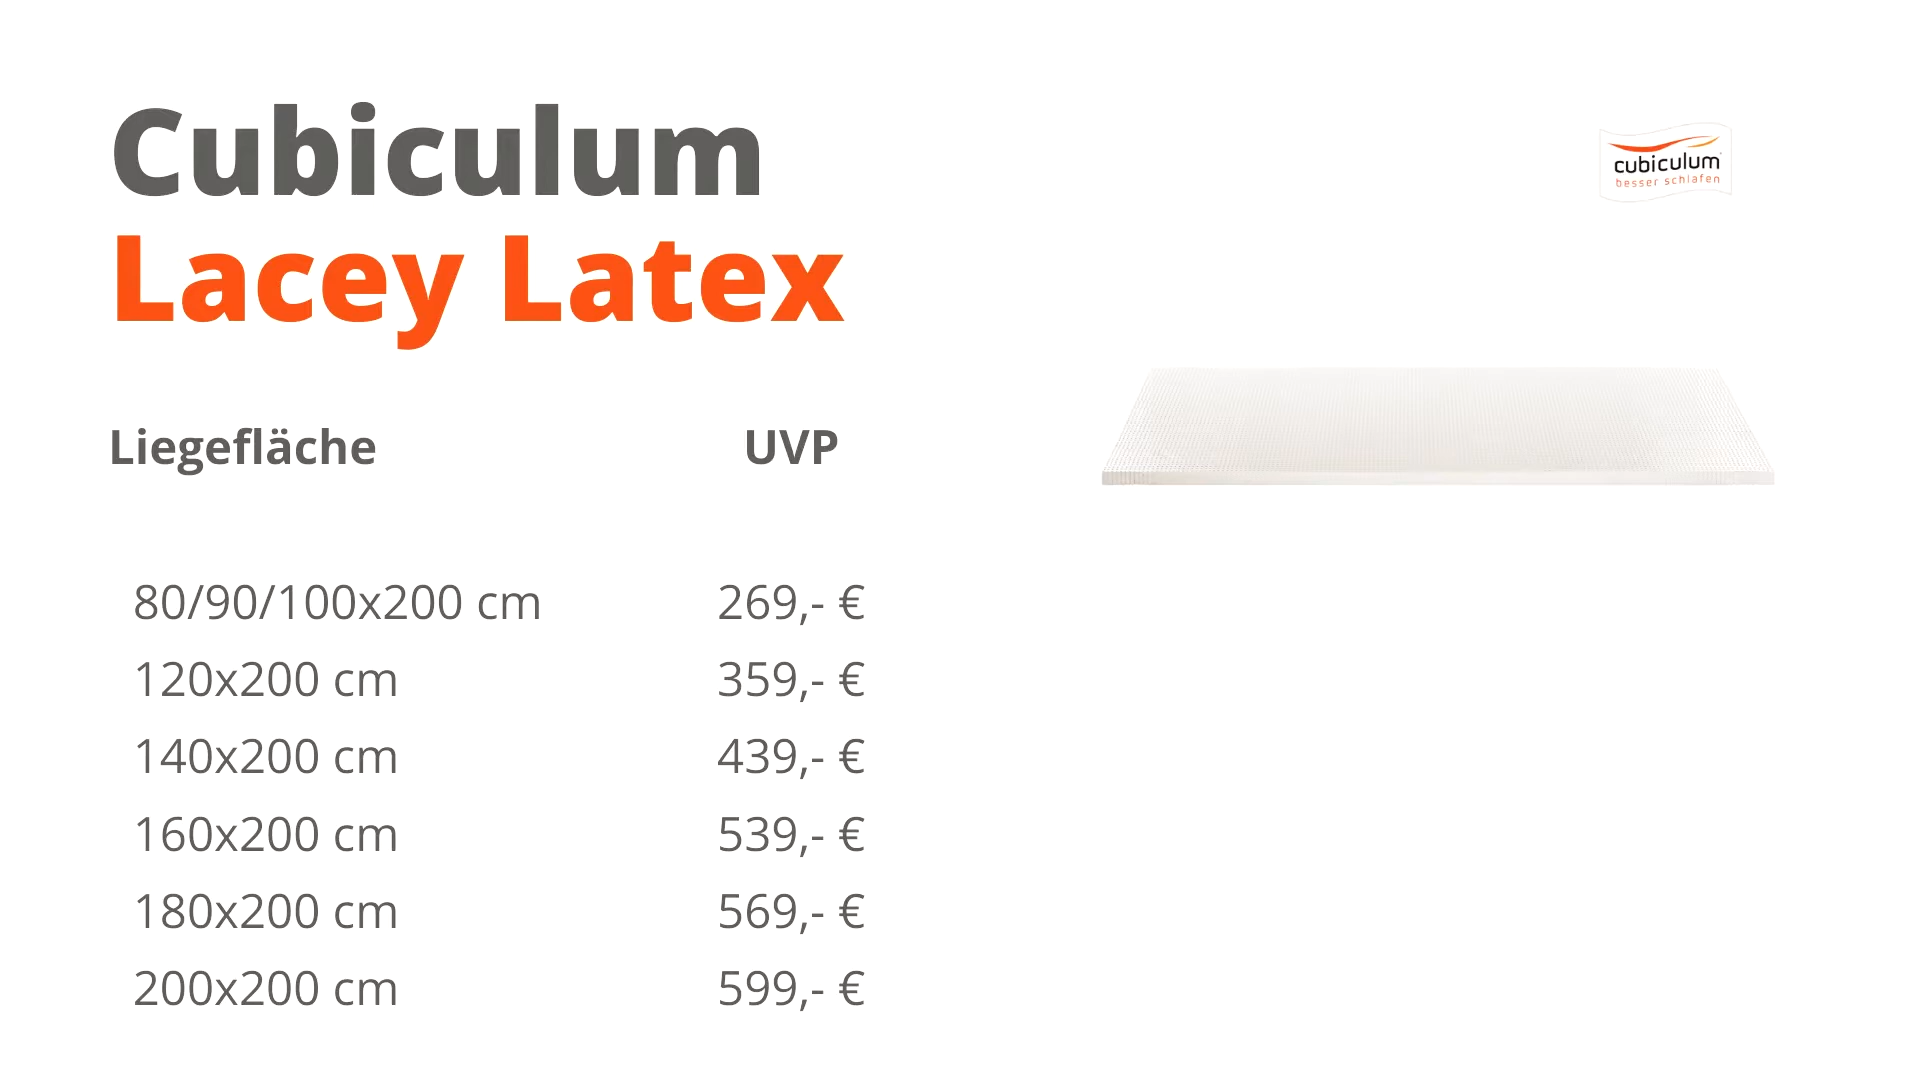 Cubiculum
Lacey Latex
cubiculum
besser schlafen
Liegefläche UVP
80/90/100x200 cm 269,- €
120x200 cm 359,- €
140x200 cm 439,- €
160x200 cm 539,- €
180x200 cm 569,- €
200x200 cm 599,- €